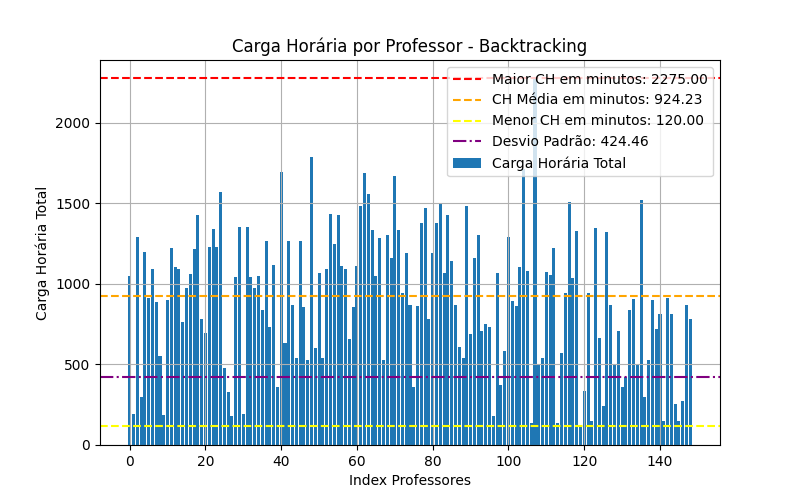 Carga Horária por Professor - Backtracking
Maior CH em minutos: 2275.00
CH Média em minutos: 924.23
Menor CH em minutos: 120.00
Desvio Padrão: 424.46
Carga Horária Total
Carga Horária Total
2000
1500
1000
500
0
0 20 40 60 80 100 120 140
Index Professores